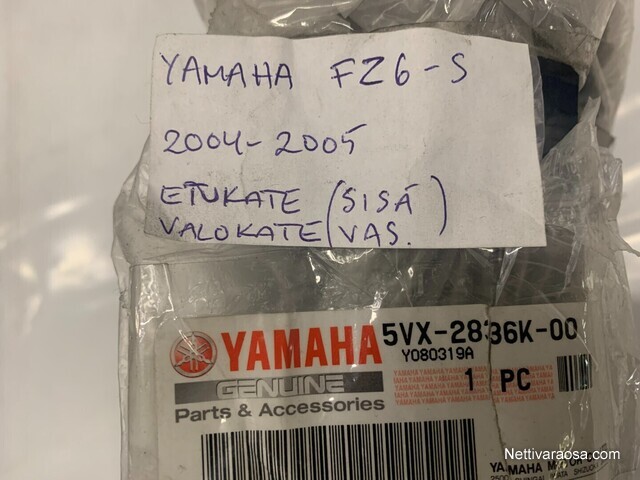 YAMAHA FZ6-S
2004-2005
ETUKATE (SISÄ
VALOKATE (VAS. )
YAMAHA
GENUINE
Parts & Accessories
5VX-2836K-00
Y080319A
1 PC
YAMAHA MOTOR
Nettivaraosa.com